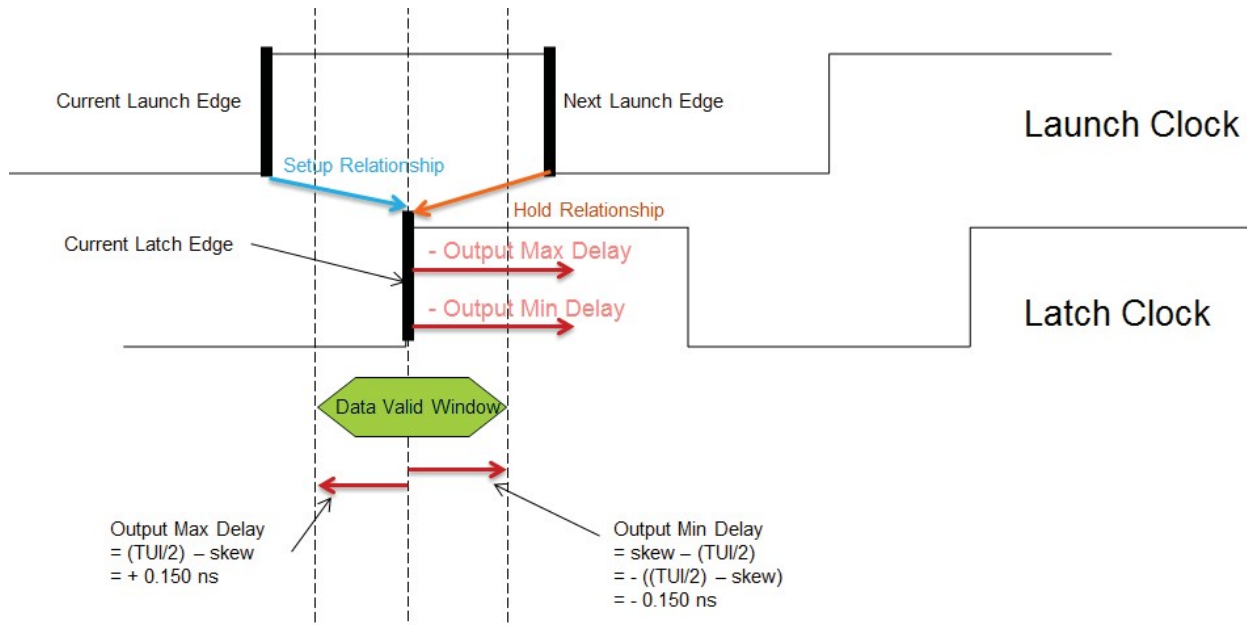 Current Launch Edge
Next Launch Edge
Launch Clock
Setup Relationship
Hold Relationship
Current Latch Edge
- Output Max Delay
- Output Min Delay
Latch Clock
Data Valid Window
Output Max Delay
= (TUI/2) – skew
= + 0.150 ns
Output Min Delay
= skew – (TUI/2)
= - ((TUI/2) – skew)
= - 0.150 ns